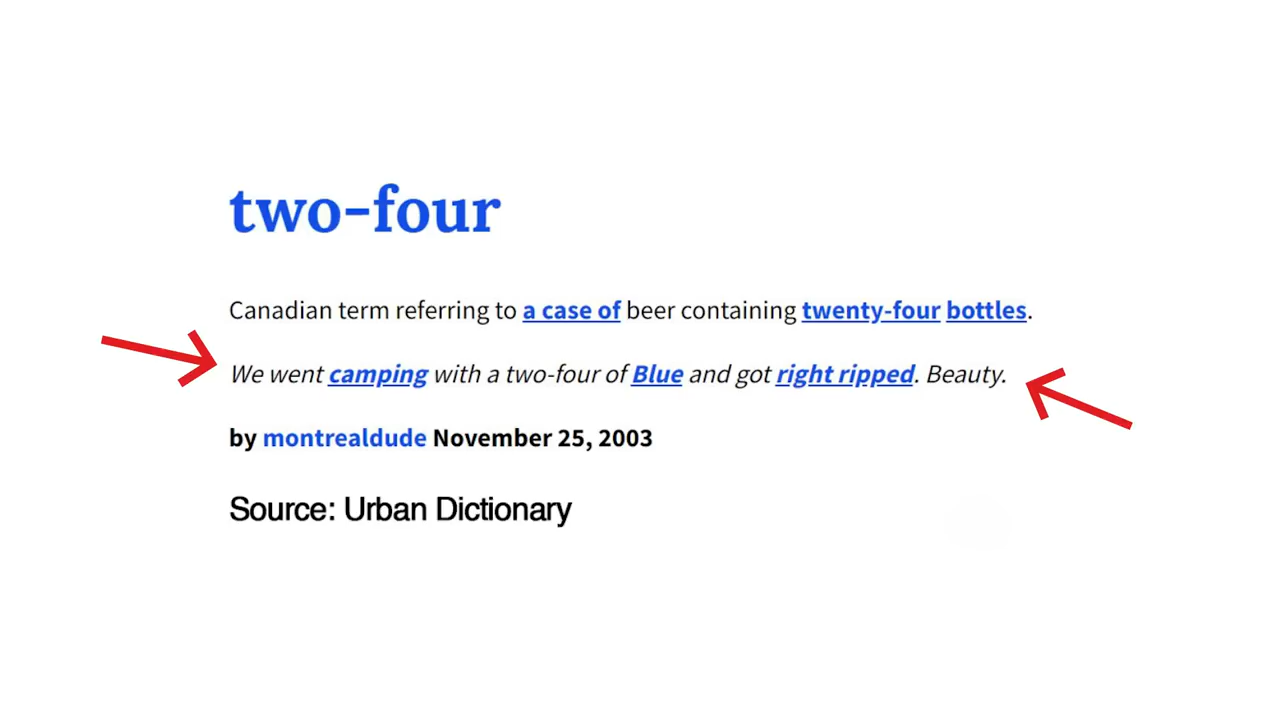 two-four
Canadian term referring to a case of beer containing twenty-four bottles.
We went camping with a two-four of Blue and got right ripped. Beauty.
by montrealdude November 25, 2003
Source: Urban Dictionary